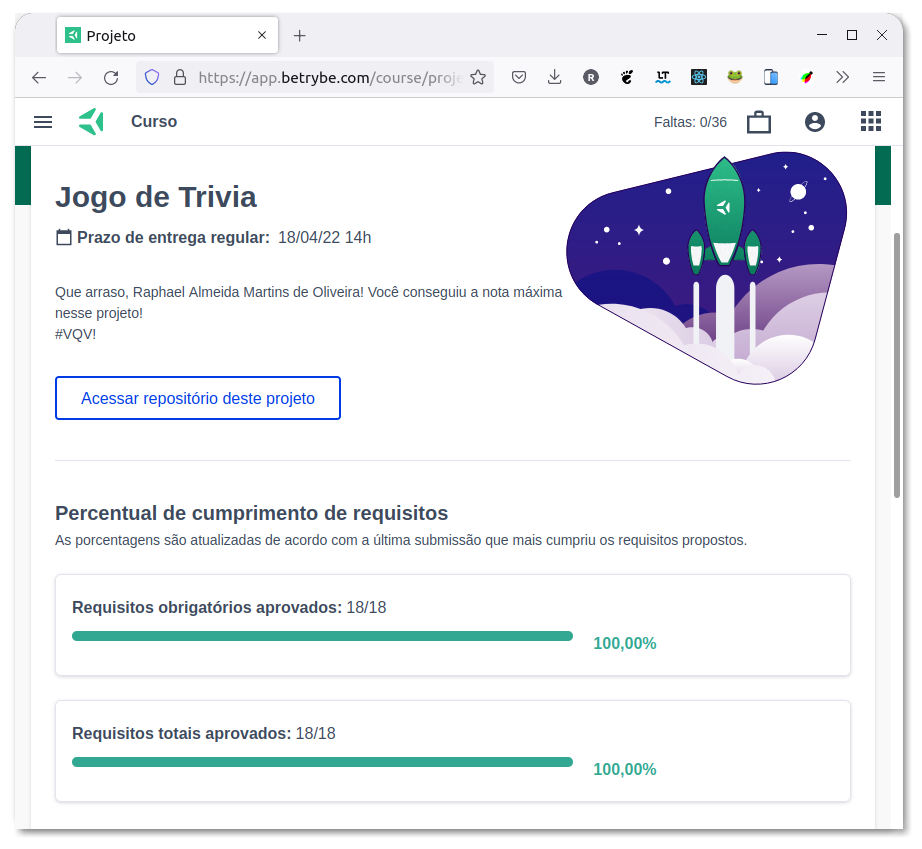 Projeto
https://app.betrybe.com/course/proje
R
LT
Curso
Faltas: 0/36
Jogo de Trivia
Prazo de entrega regular: 18/04/22 14h
Que arraso, Raphael Almeida Martins de Oliveira! Você conseguiu a nota máxima
nesse projeto!
#VQV!
Acessar repositório deste projeto
Percentual de cumprimento de requisitos
As porcentagens são atualizadas de acordo com a última submissão que mais cumpriu os requisitos propostos.
Requisitos obrigatórios aprovados: 18/18
100,00%
Requisitos totais aprovados: 18/18
100,00%